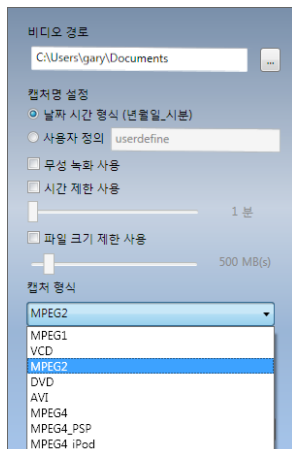 비디오 경로
C:\Users\gary\Documents
...
캡처명 설정
날짜 시간 형식 (년월일_시분)
사용자 정의 userdefine
무성 녹화 사용
시간 제한 사용
1 분
파일 크기 제한 사용
500 MB(s)
캡처 형식
MPEG2
MPEG1
VCD
MPEG2
DVD
AVI
MPEG4
MPEG4_PSP
MPEG4_iPod